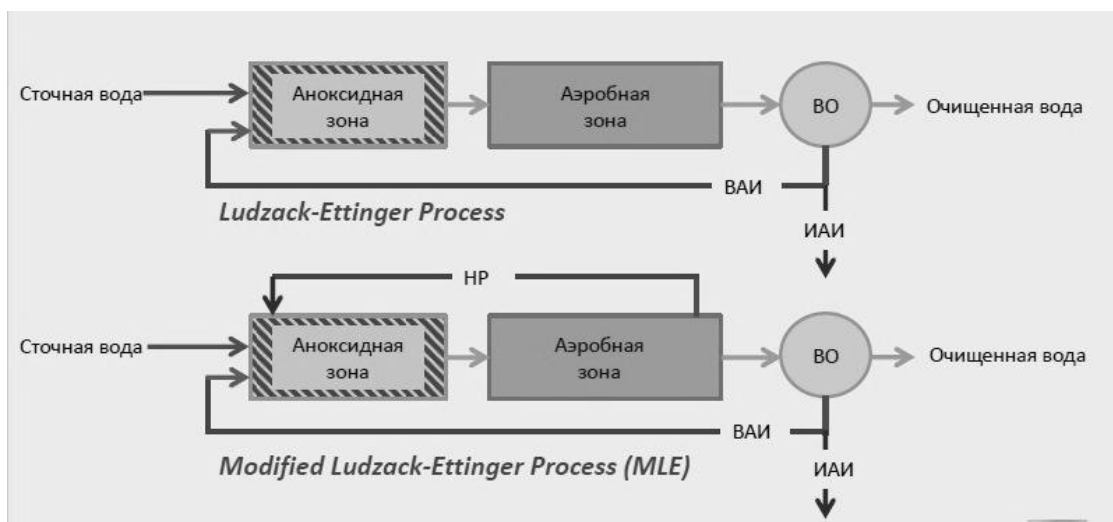 Сточная вода
Аноксидная
зона
Аэробная
зона
ВО
Очищенная вода
ВАИ
Ludzack-Ettinger Process
ИАИ
НР
Сточная вода
Аноксидная
зона
Аэробная
зона
ВО
Очищенная вода
ВАИ
Modified Ludzack-Ettinger Process (MLE)
ИАИ